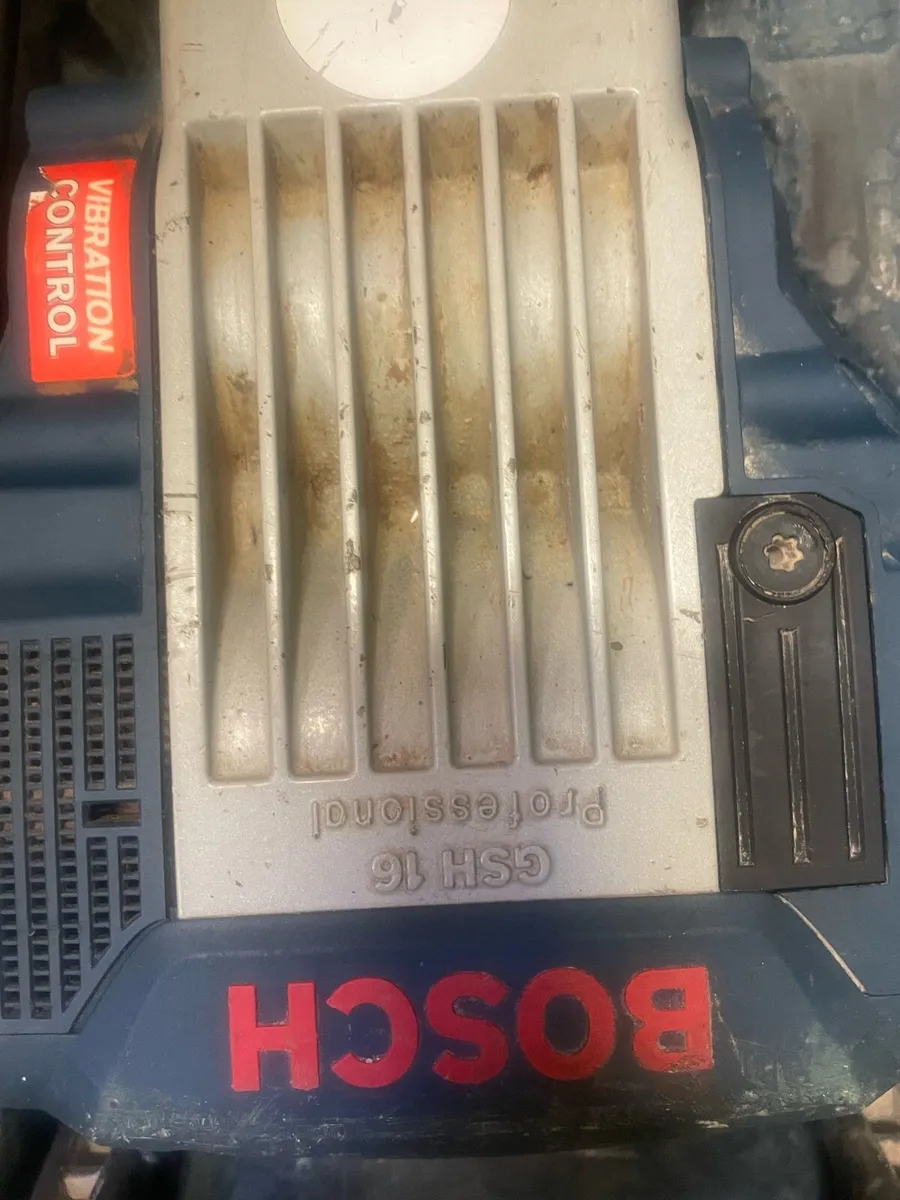 BOSCH
GSH 16
Professional
VIBRATION
CONTROL